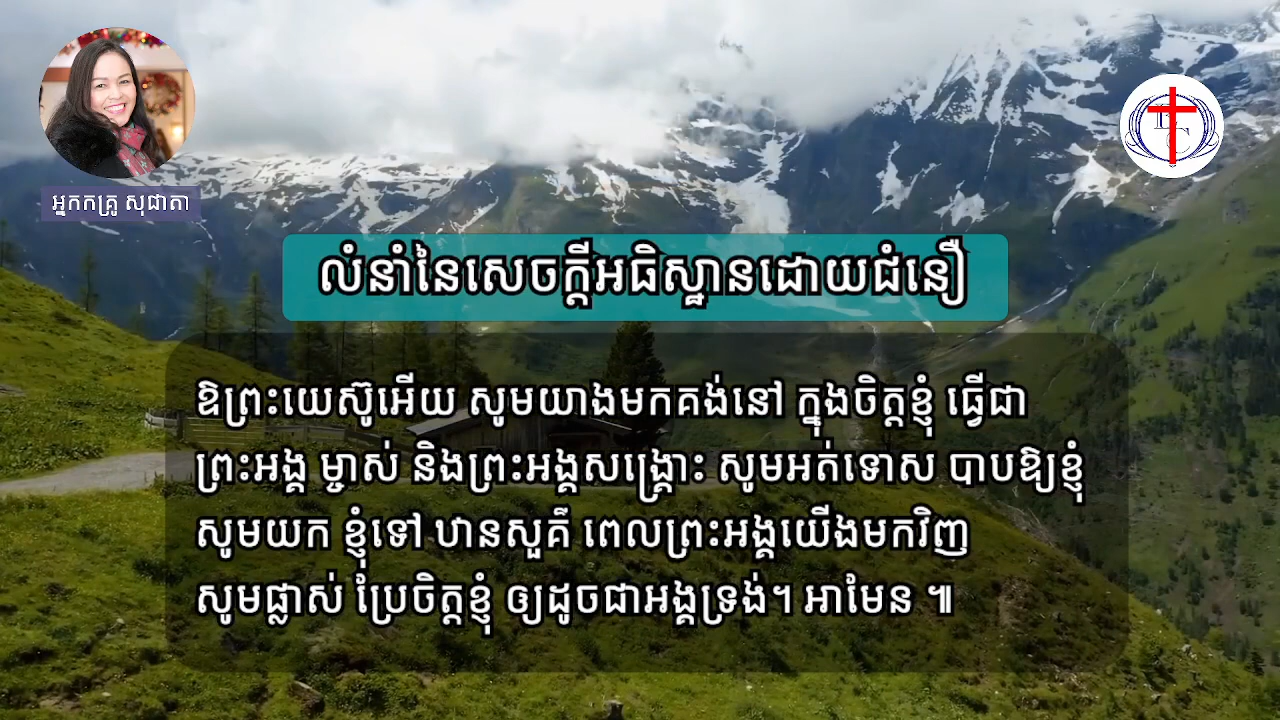 អ្នកកគ្រូ សុជាតា
លំនាំនៃសេចក្តីអធិស្ឋានដោយជំនឿ
ឱព្រះយេស៊ូអើយ សូមយាងមកគង់នៅ ក្នុងចិត្តខ្ញុំ ធ្វើជា
ព្រះអង្គ ម្ចាស់ និងព្រះអង្គសង្គ្រោះ សូមអត់ទោស បាបឱ្យខ្ញុំ
សូមយក ខ្ញុំទៅ ឋានសួគ៌ ពេលព្រះអង្គយើងមកវិញ
សូមផ្លាស់ ប្រែចិត្តខ្ញុំ ឲ្យដូចជាអង្គទ្រង់។ អាមែន ៕